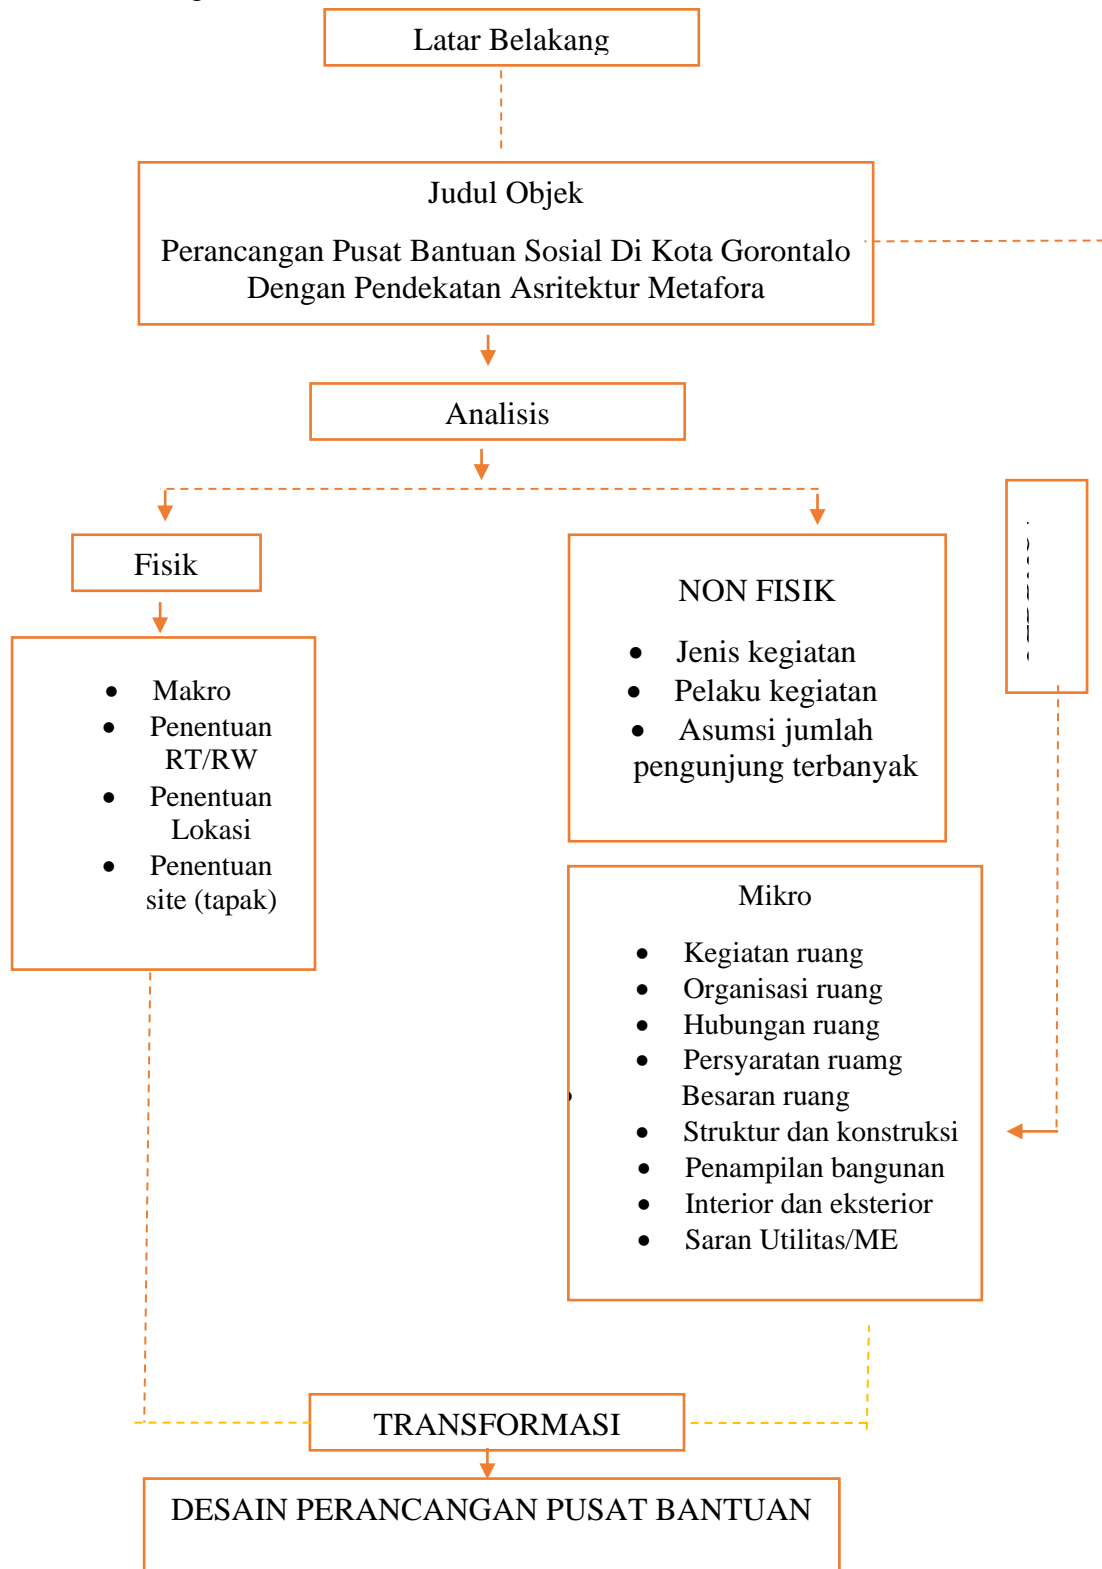 Latar Belakang
Judul Objek
Perancangan Pusat Bantuan Sosial Di Kota Gorontalo
Dengan Pendekatan Asritektur Metafora
Analisis
Fisik
• Makro
• Penentuan
RT/RW
• Penentuan
Lokasi
• Penentuan
site (tapak)
NON FISIK
• Jenis kegiatan
• Pelaku kegiatan
• Asumsi jumlah
pengunjung terbanyak
Mikro
• Kegiatan ruang
• Organisasi ruang
• Hubungan ruang
• Persyaratan ruamg
• Besaran ruang
• Struktur dan konstruksi
• Penampilan bangunan
• Interior dan eksterior
• Saran Utilitas/ME
TRANSFORMASI
DESAIN PERANCANGAN PUSAT BANTUAN